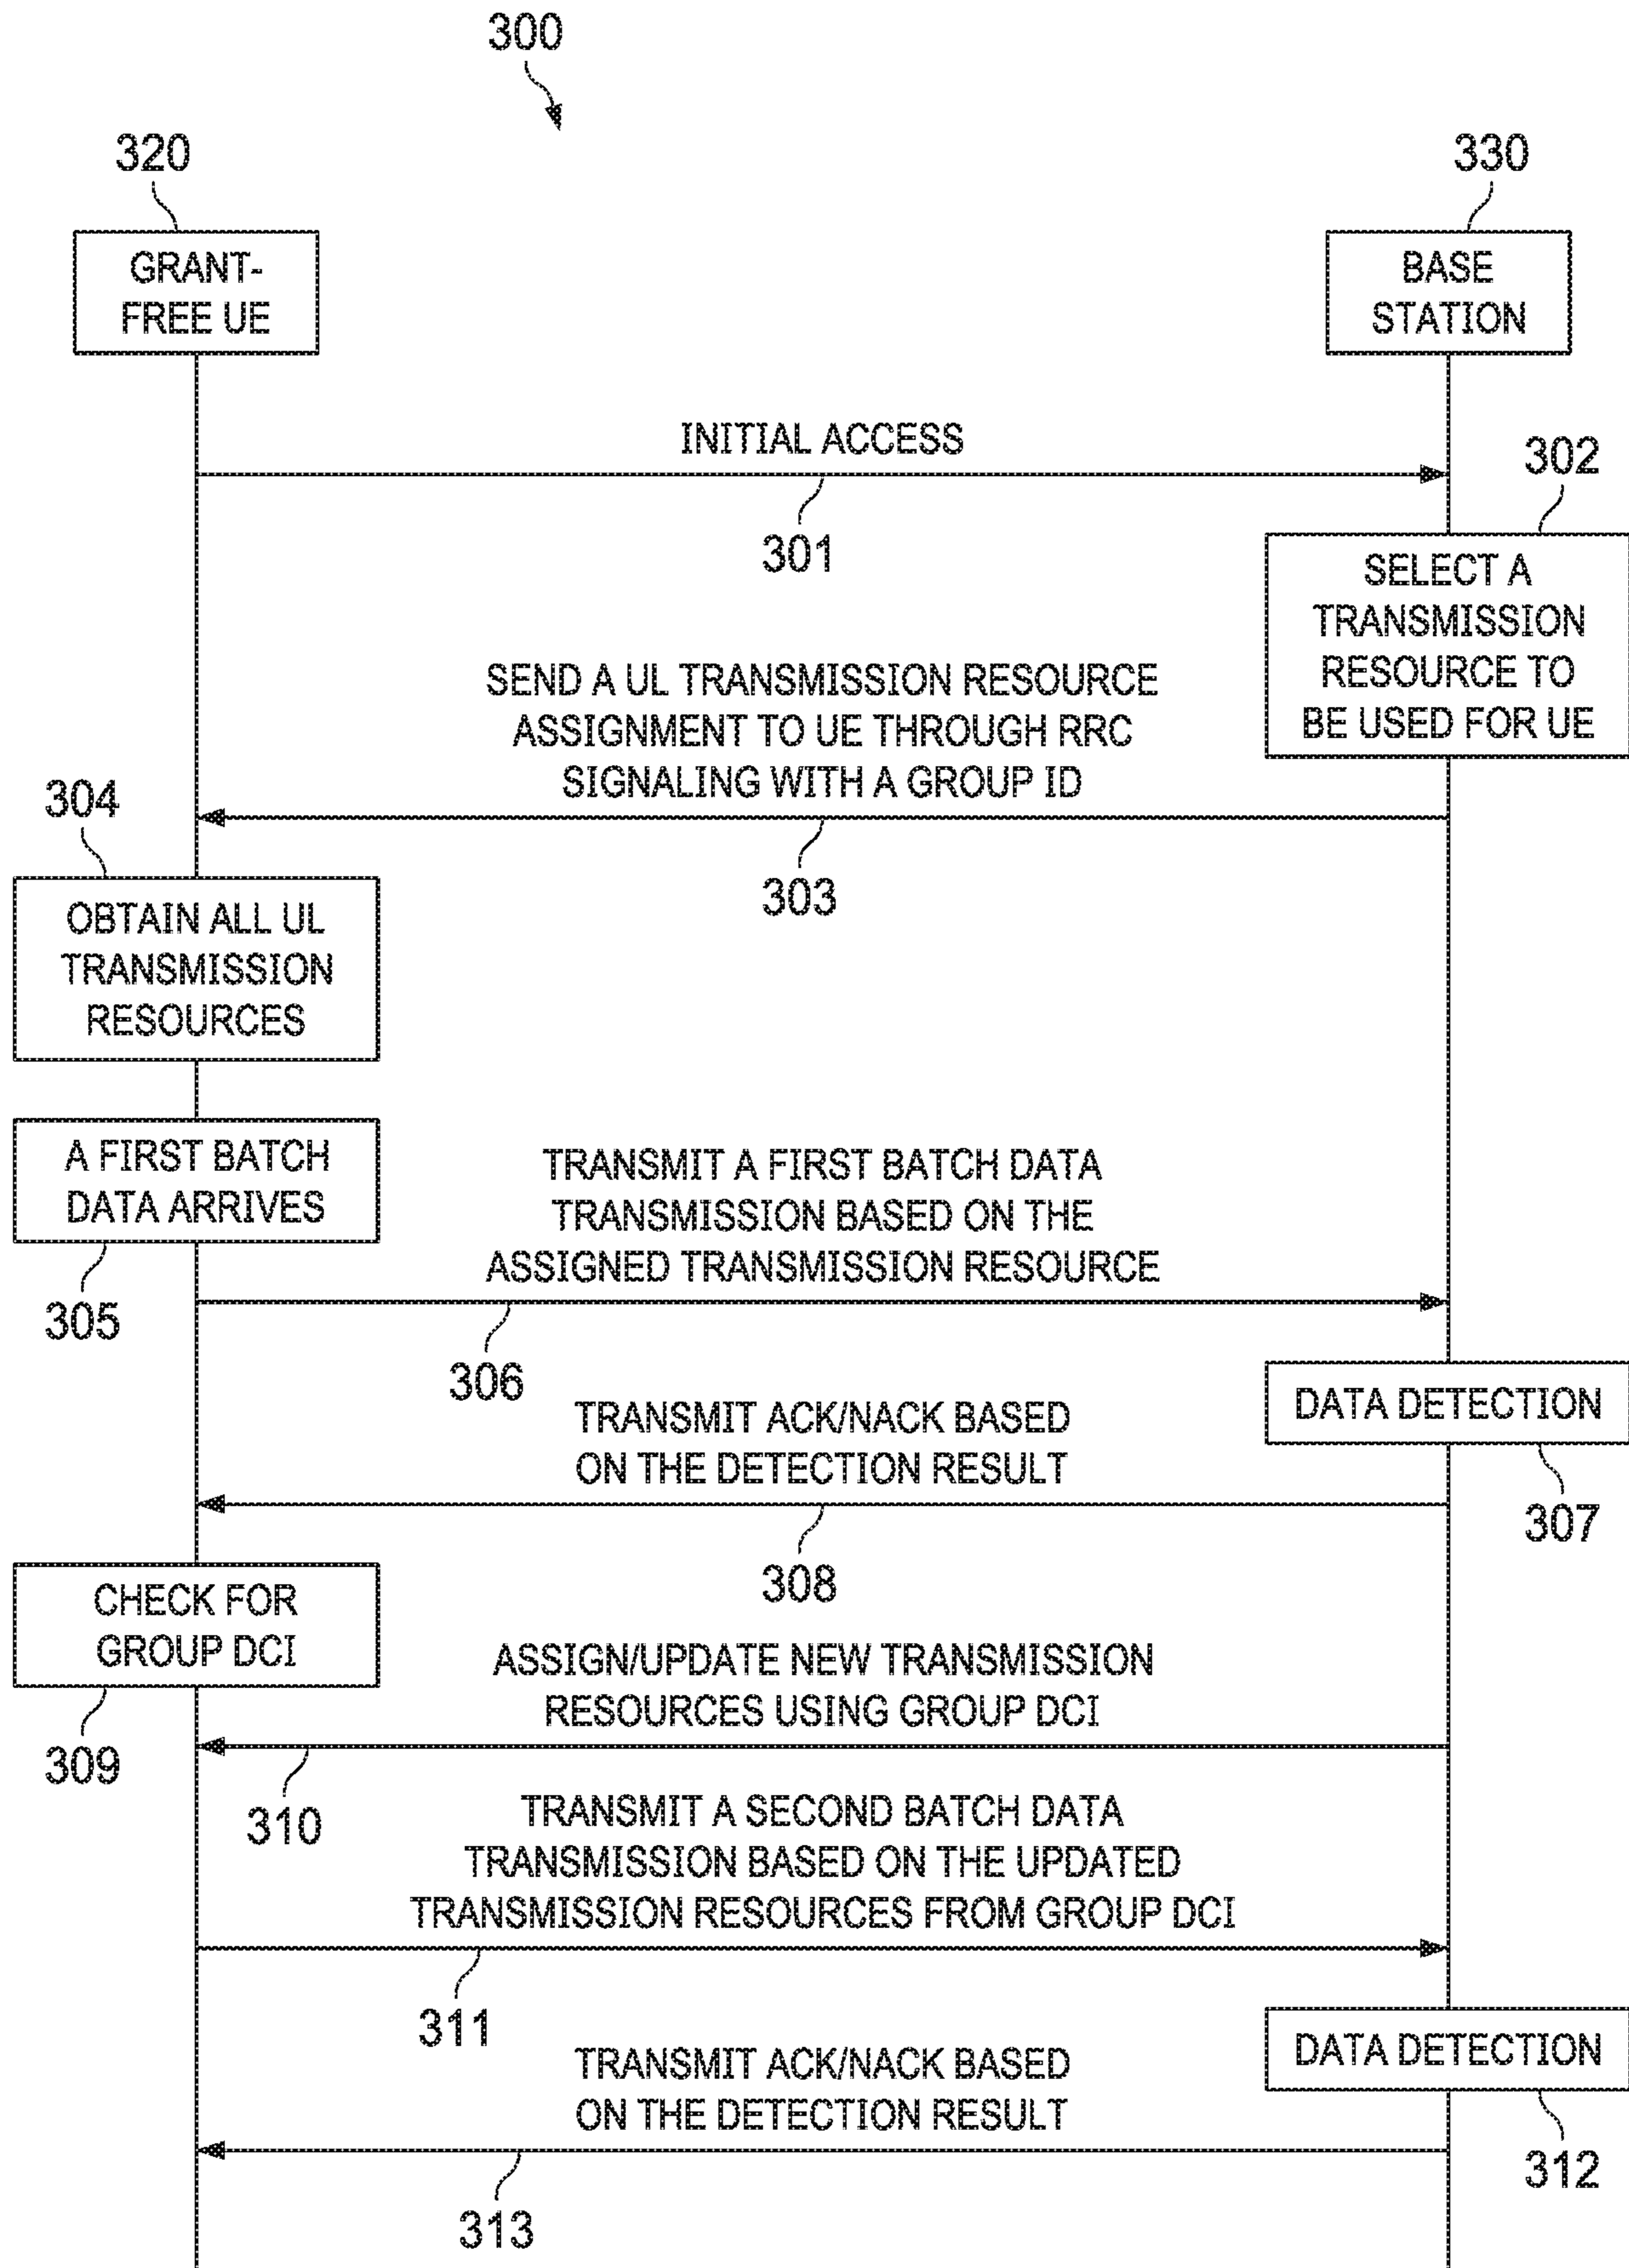 300
320
330
GRANT-
FREE UE
BASE
STATION
INITIAL ACCESS
301
302
SELECT A
TRANSMISSION
RESOURCE TO
BE USED FOR UE
SEND A UL TRANSMISSION RESOURCE
ASSIGNMENT TO UE THROUGH RRC
SIGNALING WITH A GROUP ID
303
304
OBTAIN ALL UL
TRANSMISSION
RESOURCES
A FIRST BATCH
DATA ARRIVES
305
TRANSMIT A FIRST BATCH DATA
TRANSMISSION BASED ON THE
ASSIGNED TRANSMISSION RESOURCE
306
DATA DETECTION
307
TRANSMIT ACK/NACK BASED
ON THE DETECTION RESULT
308
CHECK FOR
GROUP DCI
309
ASSIGN/UPDATE NEW TRANSMISSION
RESOURCES USING GROUP DCI
310
TRANSMIT A SECOND BATCH DATA
TRANSMISSION BASED ON THE UPDATED
TRANSMISSION RESOURCES FROM GROUP DCI
311
DATA DETECTION
312
TRANSMIT ACK/NACK BASED
ON THE DETECTION RESULT
313